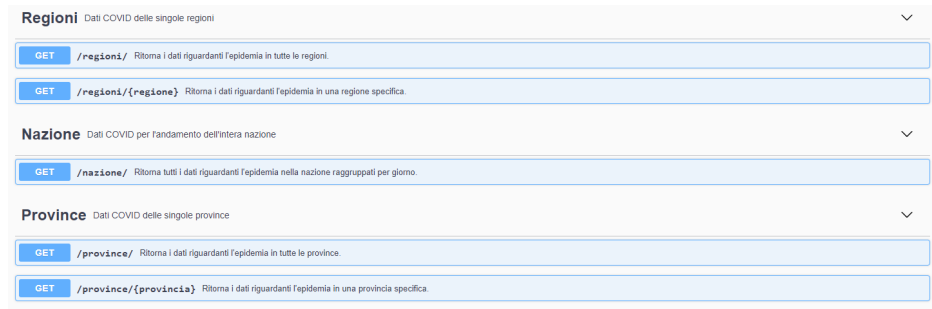 Regioni Dati COVID delle singole regioni
GET /regioni/ Ritorna i dati riguardanti l'epidemia in tutte le regioni.
GET /regioni/{regione} Ritorna i dati riguardanti l'epidemia in una regione specifica.
Nazione Dati COVID per l'andamento dell'intera nazione
GET /nazione/ Ritorna tutti i dati riguardanti l'epidemia nella nazione raggruppati per giorno.
Province Dati COVID delle singole province
GET /province/ Ritorna i dati riguardanti l'epidemia in tutte le province.
GET /province/{provincia} Ritorna i dati riguardanti l'epidemia in una provincia specifica.